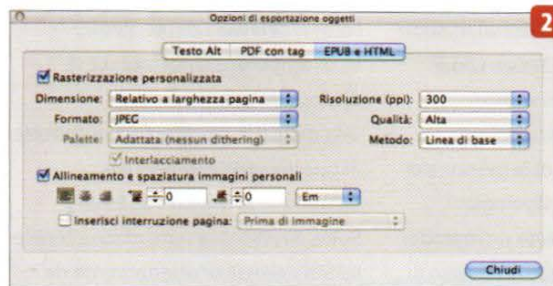 Opzioni di esportazione oggetti
2
Testo Alt PDF con tag EPUB e HTML
Rasterizzazione personalizzata
Dimensione: Relativo a larghezza pagina Risoluzione (ppi): 300
Formato: JPEG Qualità: Alta
Palette: Adattata (nessun dithering) Metodo: Linea di base
Interlacciamento
Allineamento e spaziatura immagini personali
0 0 Em
Inserisci interruzione pagina: Prima di immagine
Chiudi